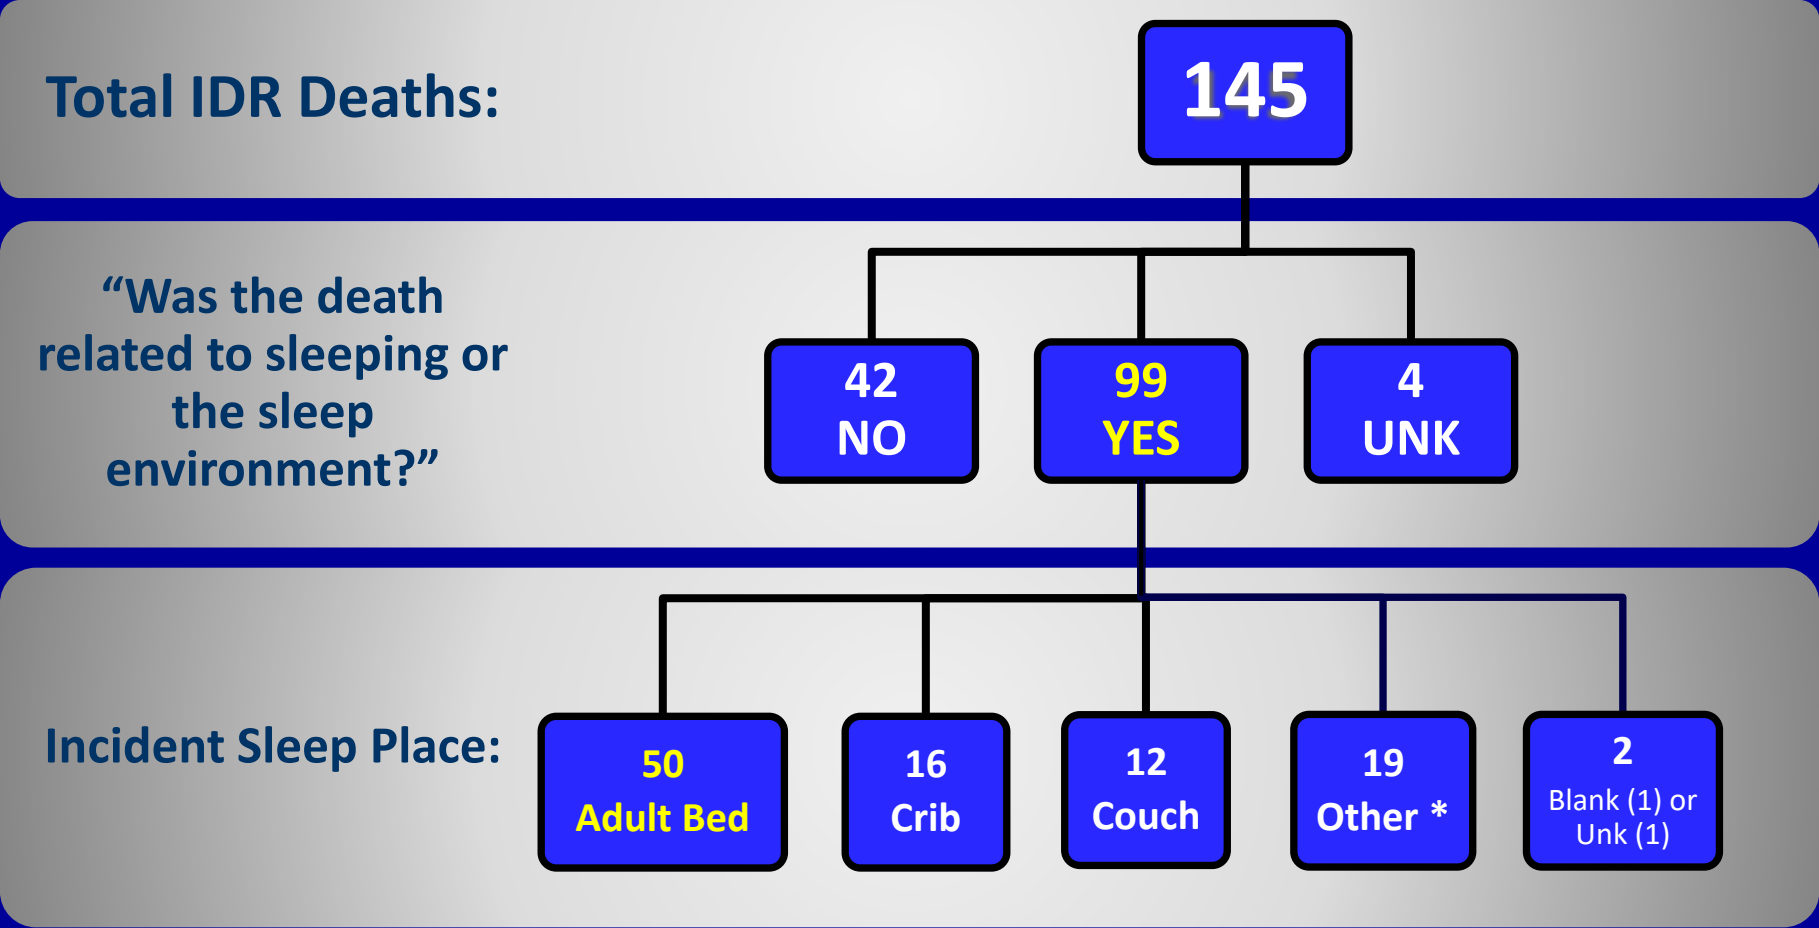 Total IDR Deaths:
145
“Was the death
related to sleeping or
the sleep
environment?”
42
NO
99
YES
4
UNK
Incident Sleep Place:
50
Adult Bed
16
Crib
12
Couch
19
Other *
2
Blank (1) or
Unk (1)